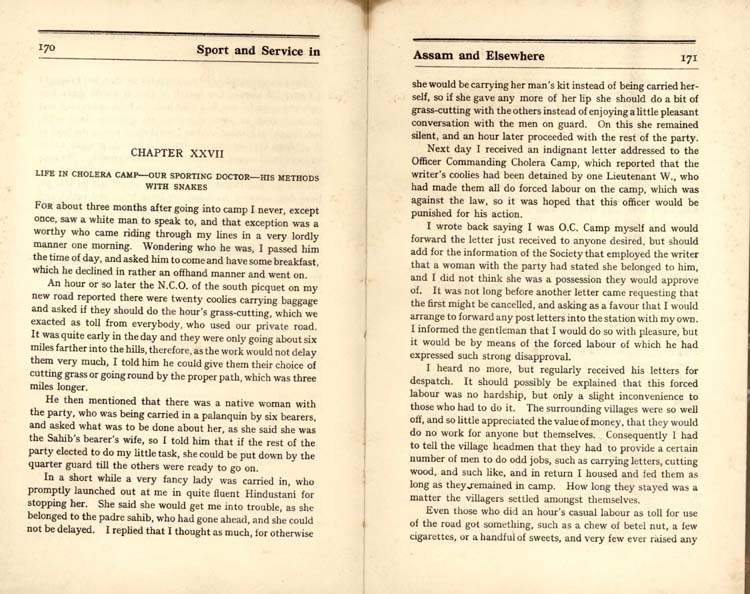 170 Sport and Service in
CHAPTER XXVII
LIFE IN CHOLERA CAMP—OUR SPORTING DOCTOR—HIS METHODS
WITH SNAKES
FOR about three months after going into camp I never, except
once, saw a white man to speak to, and that exception was a
worthy who came riding through my lines in a very lordly
manner one morning. Wondering who he was, I passed him
the time of day, and asked him to come and have some breakfast,
which he declined in rather an offhand manner and went on.
An hour or so later the N.C.O. of the south picquet on my
new road reported there were twenty coolies carrying baggage
and asked if they should do the hour's grass-cutting, which we
exacted as toll from everybody, who used our private road.
It was quite early in the day and they were only going about six
miles farther into the hills, therefore, as the work would not delay
them very much, I told him he could give them their choice of
cutting grass or going round by the proper path, which was three
miles longer.
He then mentioned that there was a native woman with
the party, who was being carried in a palanquin by six bearers,
and asked what was to be done about her, as she said she was
the Sahib's bearer's wife, so I told him that if the rest of the
party elected to do my little task, she could be put down by the
quarter guard till the others were ready to go on.
In a short while a very fancy lady was carried in, who
promptly launched out at me in quite fluent Hindustani for
stopping her. She said she would get me into trouble, as she
belonged to the padre sahib, who had gone ahead, and she could
not be delayed. I replied that I thought as much, for otherwise
Assam and Elsewhere 171
she would be carrying her man's kit instead of being carried her-
self, so if she gave any more of her lip she should do a bit of
grass-cutting with the others instead of enjoying a little pleasant
conversation with the men on guard. On this she remained
silent, and an hour later proceeded with the rest of the party.
Next day I received an indignant letter addressed to the
Officer Commanding Cholera Camp, which reported that the
writer's coolies had been detained by one Lieutenant W., who
had made them all do forced labour on the camp, which was
against the law, so it was hoped that this officer would be
punished for his action.
I wrote back saying I was O.C. Camp myself and would
forward the letter just received to anyone desired, but should
add for the information of the Society that employed the writer
that a woman with the party had stated she belonged to him,
and I did not think she was a possession they would approve
of. It was not long before another letter came requesting that
the first might be cancelled, and asking as a favour that I would
arrange to forward any post letters into the station with my own.
I informed the gentleman that I would do so with pleasure, but
it would be by means of the forced labour of which he had
expressed such strong disapproval.
I heard no more, but regularly received his letters for
despatch. It should possibly be explained that this forced
labour was no hardship, but only a slight inconvenience to
those who had to do it. The surrounding villages were so well
off, and so little appreciated the value of money, that they would
do no work for anyone but themselves. Consequently I had
to tell the village headmen that they had to provide a certain
number of men to do odd jobs, such as carrying letters, cutting
wood, and such like, and in return I housed and fed them as
long as they remained in camp. How long they stayed was a
matter the villagers settled amongst themselves.
Even those who did an hour's casual labour as toll for use
of the road got something, such as a chew of betel nut, a few
cigarettes, or a handful of sweets, and very few ever raised any